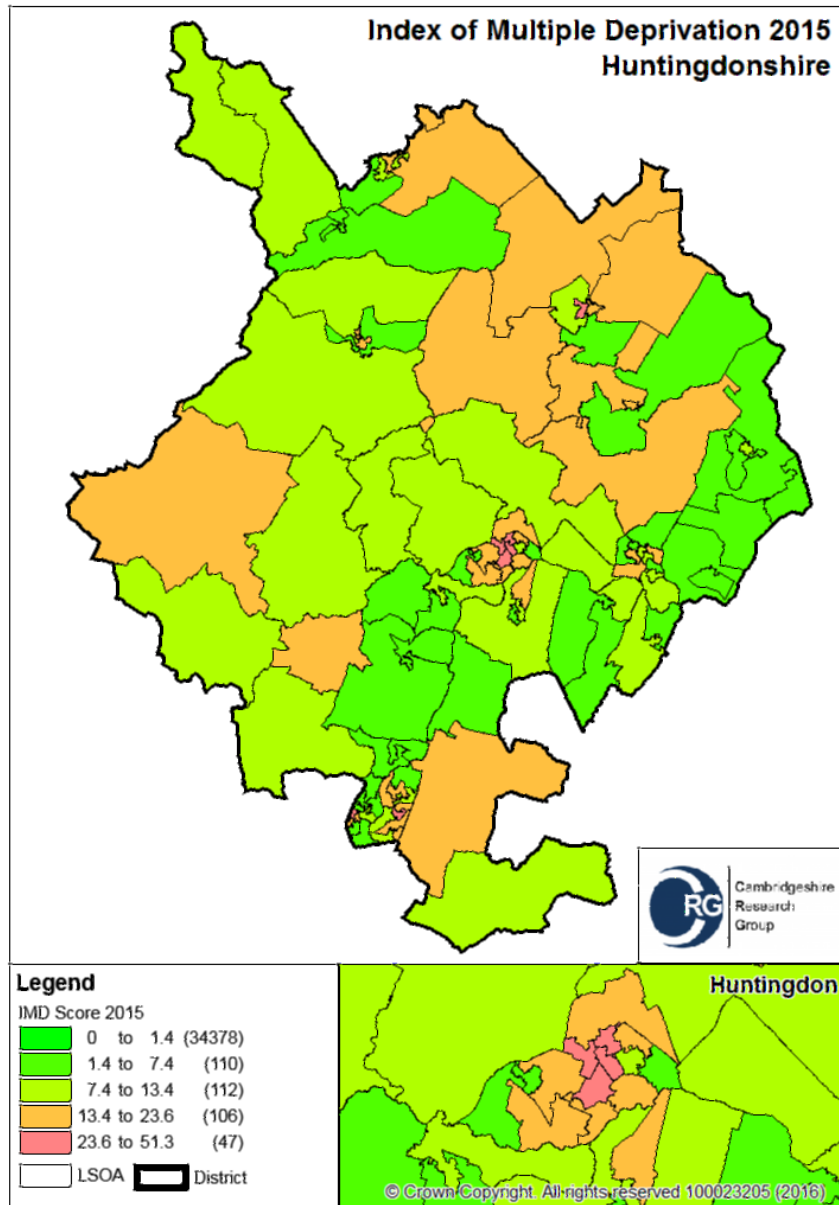 Index of Multiple Deprivation 2015
Huntingdonshire
CRG
Cambridgeshire
Research
Group
Legend
IMD Score 2015
0 to 1.4 (34378)
1.4 to 7.4 (110)
7.4 to 13.4 (112)
13.4 to 23.6 (106)
23.6 to 51.3 (47)
LSOA District
Huntingdon
© Crown Copyright. All rights reserved 100023205 (2016)